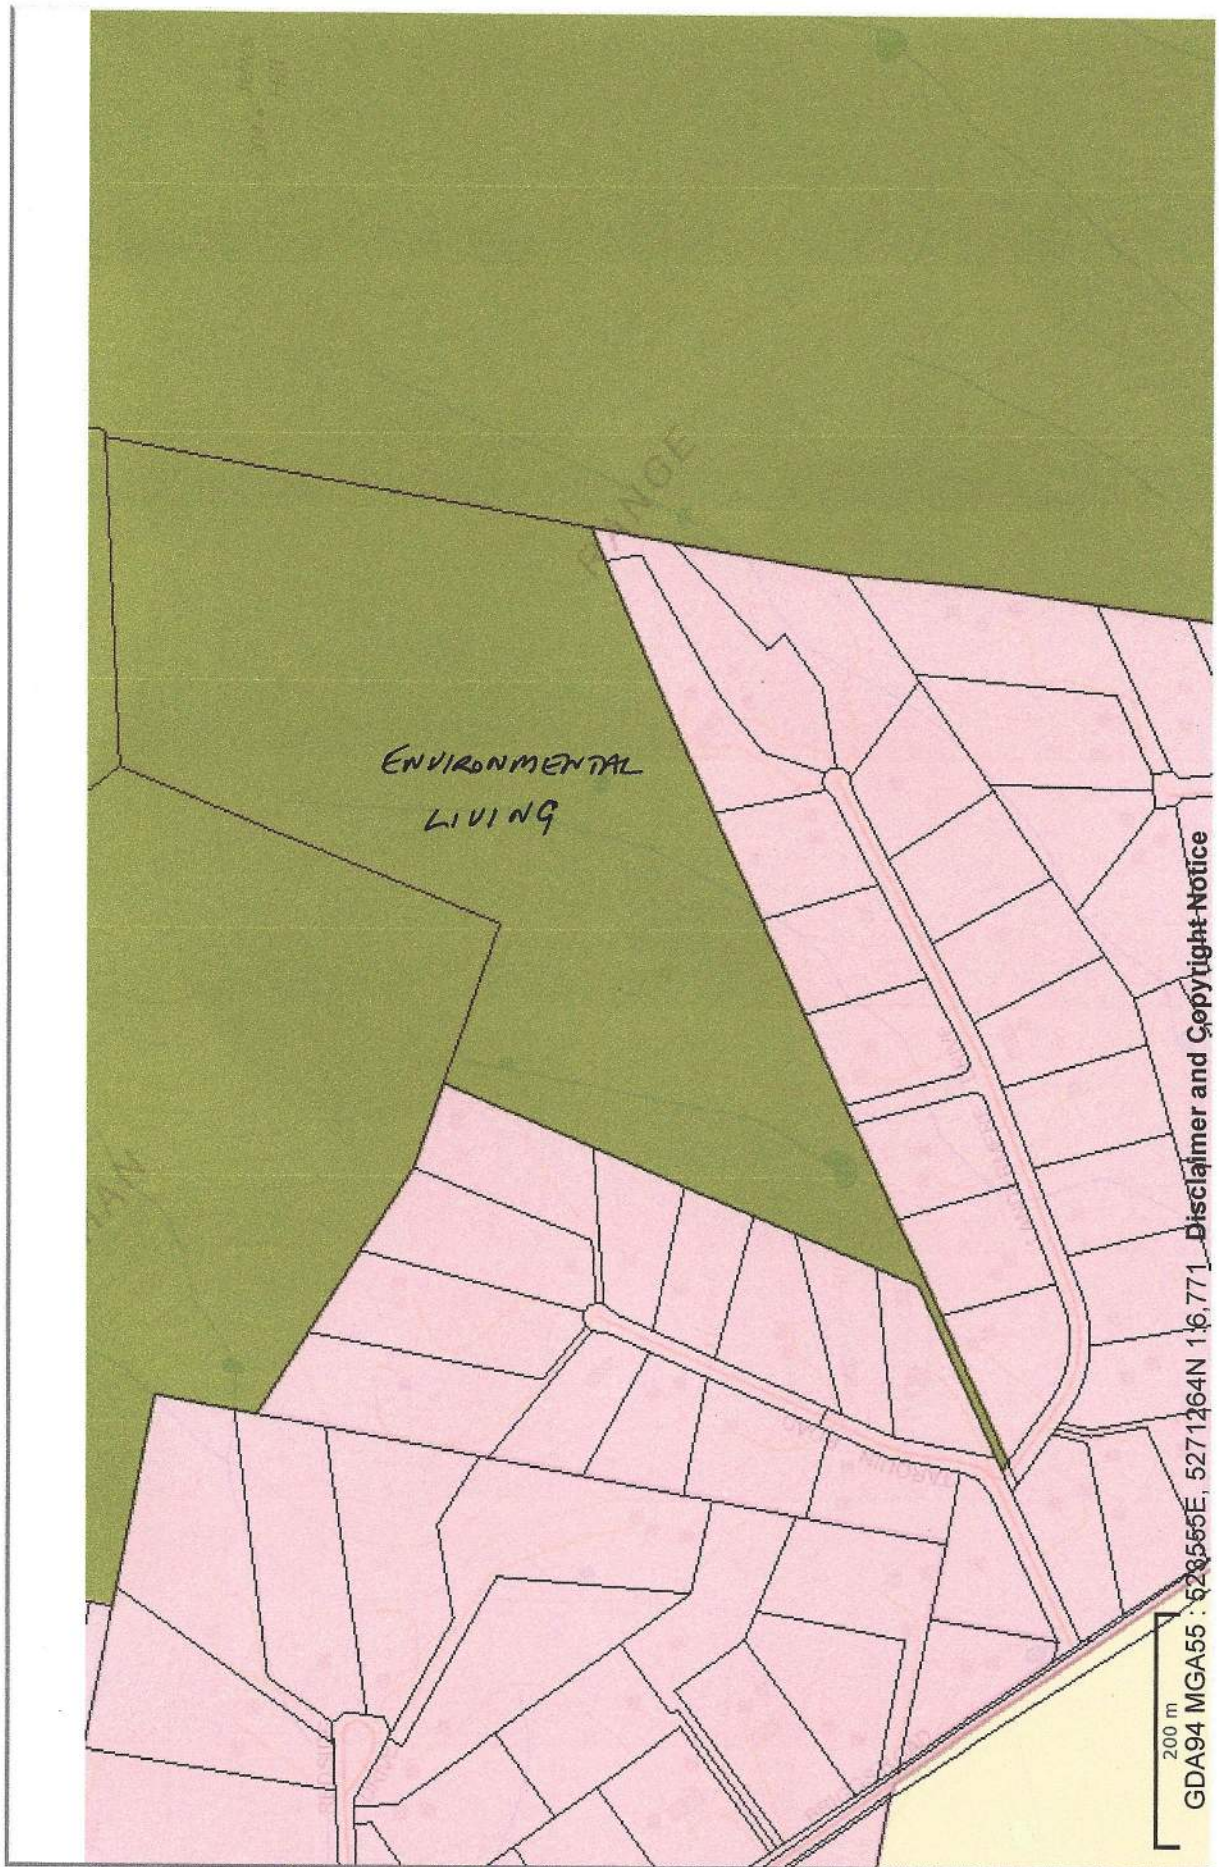 RANGE
ENVIRONMENTAL
LIVING
200 m
GDA94 MGA55 : 528555E, 5271264N 1:6,771 Disclaimer and Copyright Notice